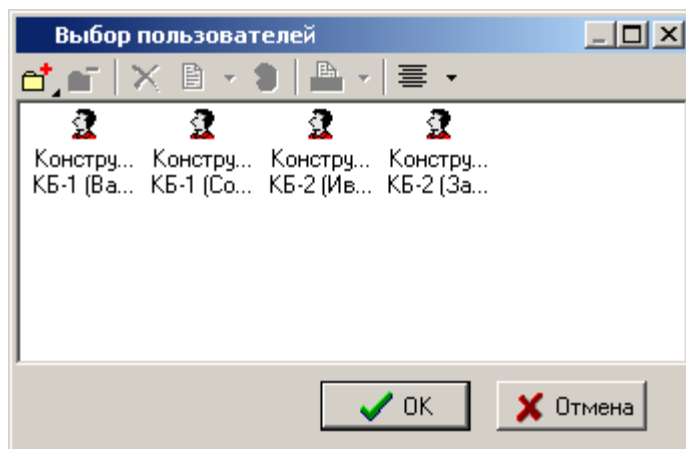 Выбор пользователей
Констру... Констру... Констру... Констру...
КБ-1 (Ва... КБ-1 (Со... КБ-2 (Ив... КБ-2 (За...
OK Отмена